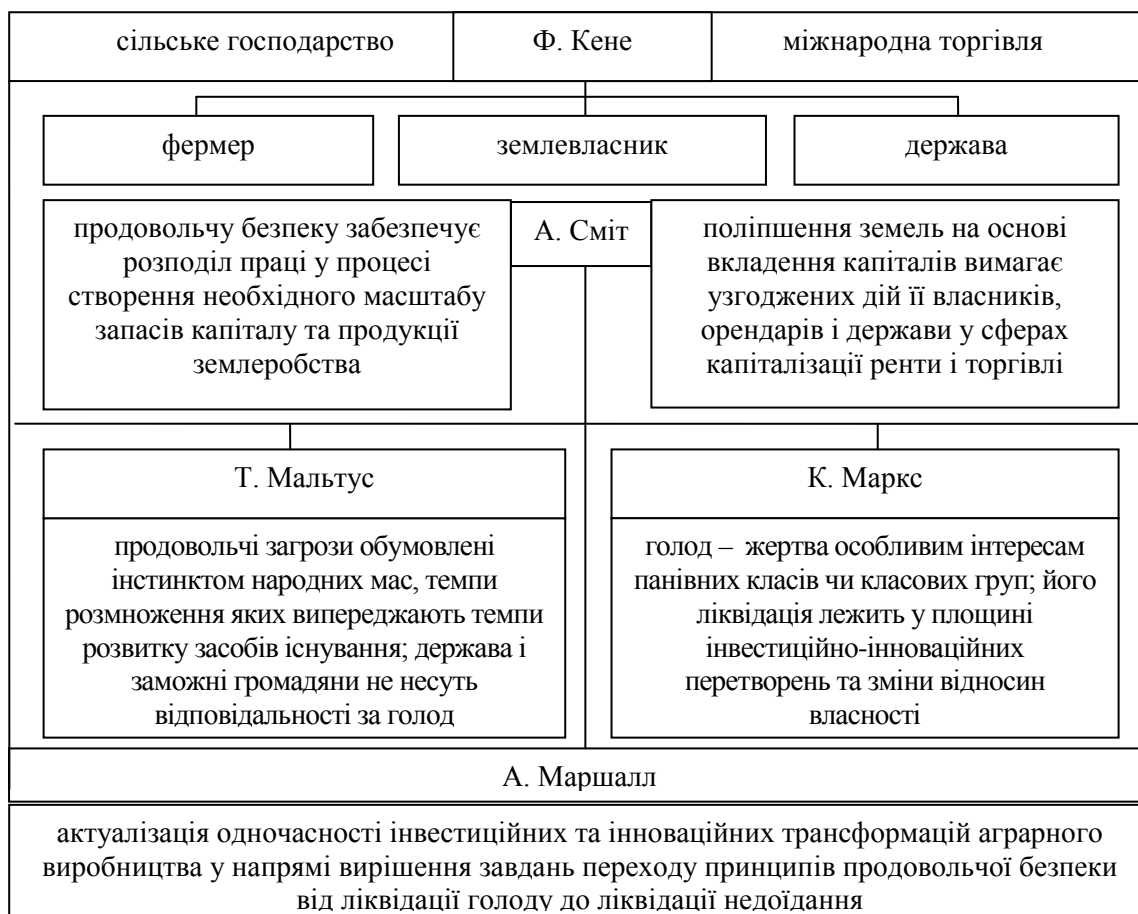 сільське господарство
Ф. Кене
міжнародна торгівля
фермер
землевласник
держава
продовольчу безпеку забезпечує
розподіл праці у процесі
створення необхідного масштабу
запасів капіталу та продукції
землеробства
А. Сміт
поліпшення земель на основі
вкладення капіталів вимагає
узгоджених дій її власників,
орендарів і держави у сферах
капіталізації ренти і торгівлі
Т. Мальтус
продовольчі загрози обумовлені
інстинктом народних мас, темпи
розмноження яких випереджають темпи
розвитку засобів існування; держава і
заможні громадяни не несуть
відповідальності за голод
К. Маркс
голод – жертва особливим інтересам
панівних класів чи класових груп; його
ліквідація лежить у площині
інвестиційно-інноваційних
перетворень та зміни відносин
власності
А. Маршалл
актуалізація одночасності інвестиційних та інноваційних трансформацій аграрного
виробництва у напрямі вирішення завдань переходу принципів продовольчої безпеки
від ліквідації голоду до ліквідації недоїдання